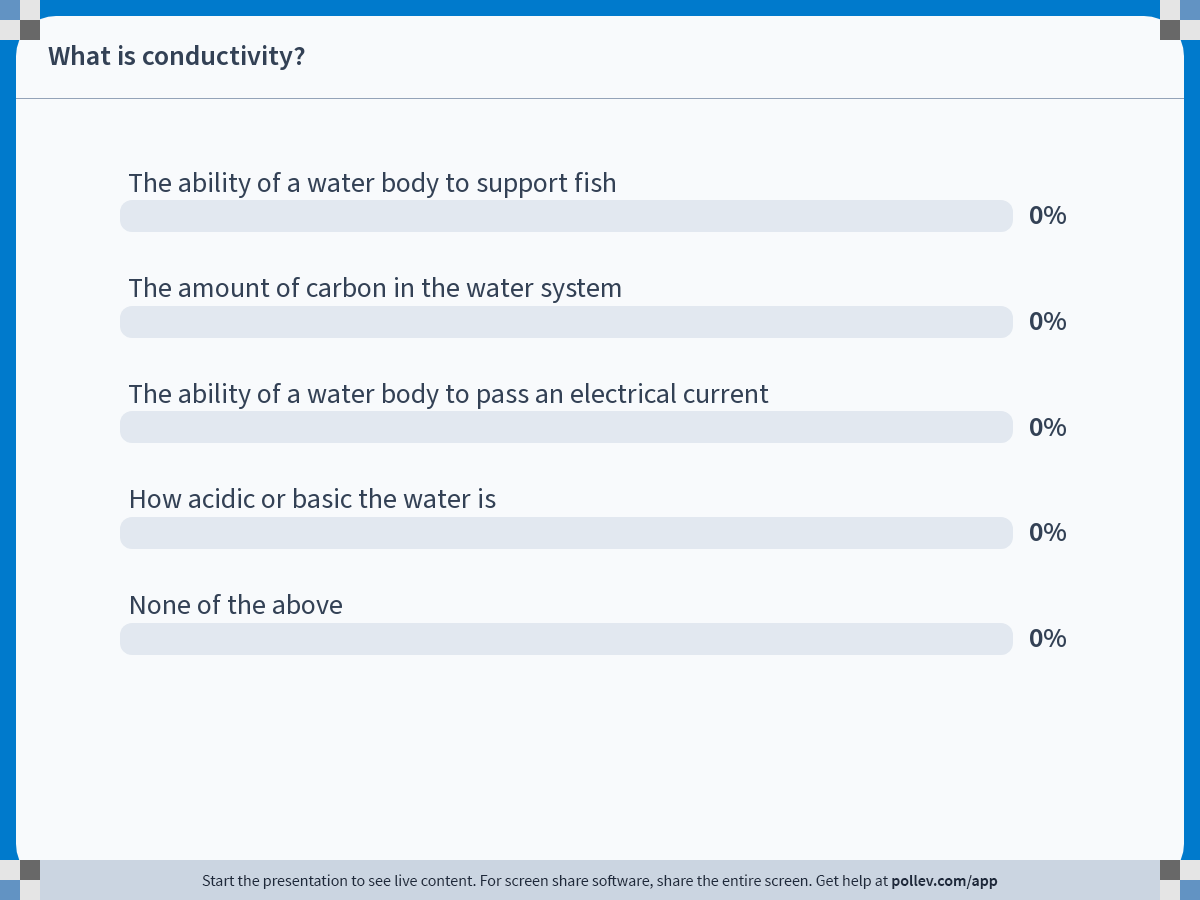 What is conductivity?
The ability of a water body to support fish
0%
The amount of carbon in the water system
0%
The ability of a water body to pass an electrical current
0%
How acidic or basic the water is
0%
None of the above
0%
Start the presentation to see live content. For screen share software, share the entire screen. Get help at pollev.com/app